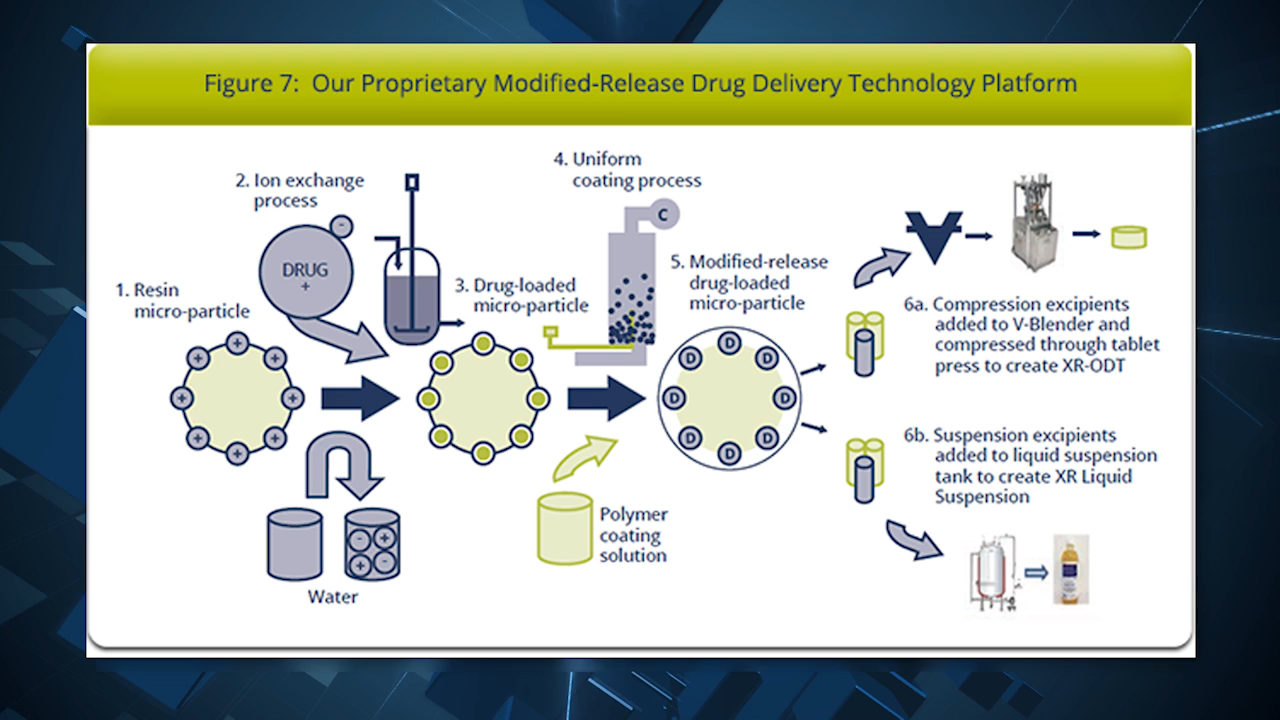 Figure 7: Our Proprietary Modified-Release Drug Delivery Technology Platform
1. Resin
micro-particle
2. Ion exchange
process
-
DRUG
+
3. Drug-loaded
micro-particle
4. Uniform
coating process
C
5. Modified-release
drug-loaded
micro-particle
+ + + + + + + +
D D D D D D D D
- +
+ -
Water
Polymer
coating
solution
6a. Compression excipients
added to V-Blender and
compressed through tablet
press to create XR-ODT
6b. Suspension excipients
added to liquid suspension
tank to create XR Liquid
Suspension